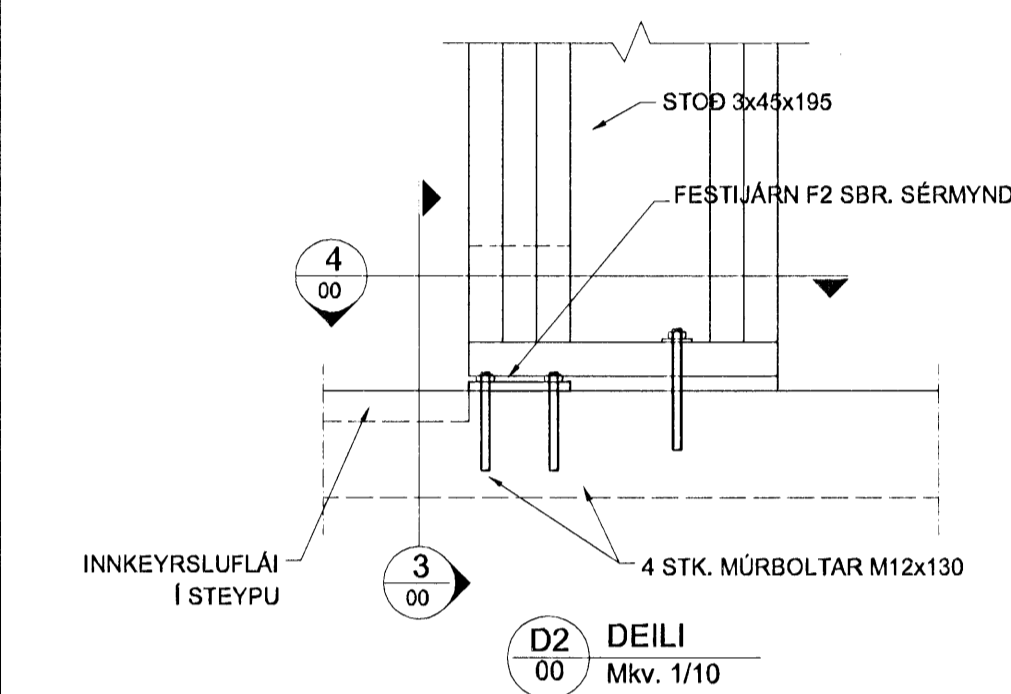 STOÐ 3x45x195
FESTIJÁRN F2 SBR. SÉRMYND
4
00
INNKEYRSLUFLÁI
Í STEYPU
3
00
4 STK. MÚRBOLTAR M12x130
D2
00
DEILI
Mkv. 1/10